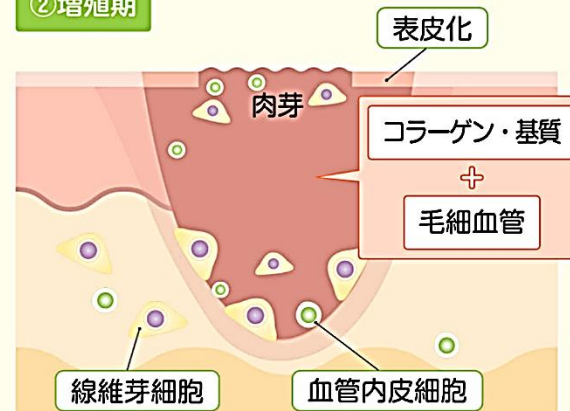 ②増殖期
表皮化
肉芽
コラーゲン・基質
+
毛細血管
線維芽細胞
血管内皮細胞